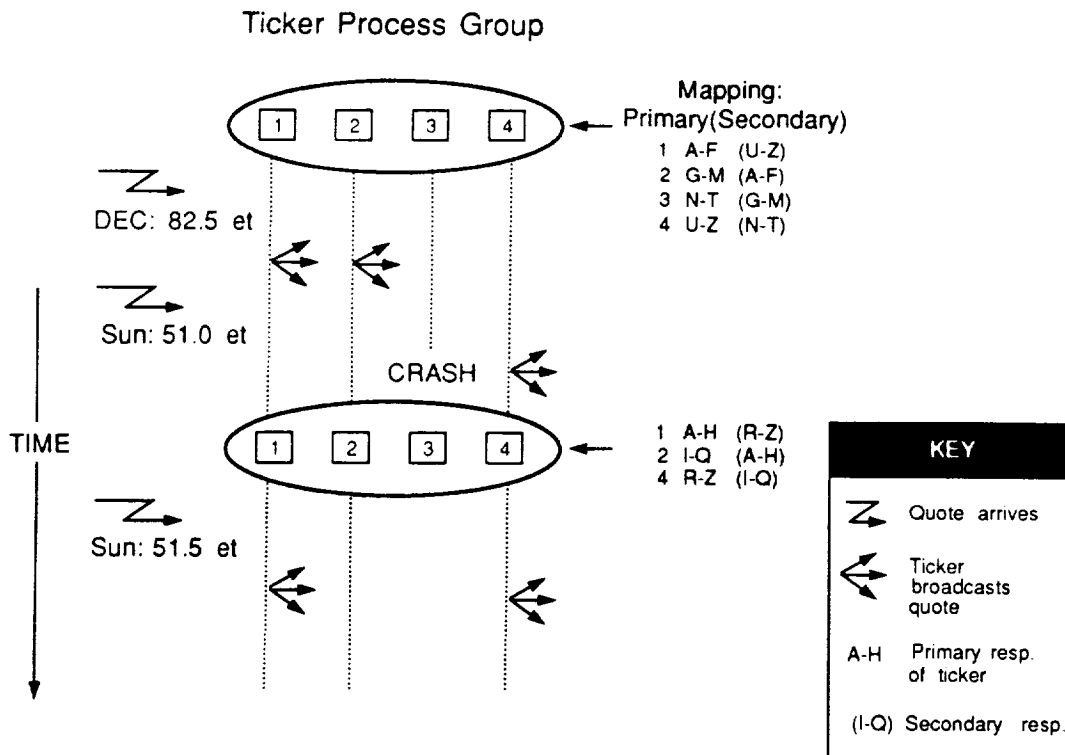 Ticker Process Group
1 2 3 4
Mapping:
Primary(Secondary)
1 A-F (U-Z)
2 G-M (A-F)
3 N-T (G-M)
4 U-Z (N-T)
DEC: 82.5 et
Sun: 51.0 et
CRASH
TIME
1 2 3 4
1 A-H (R-Z)
2 I-Q (A-H)
4 R-Z (I-Q)
Sun: 51.5 et
KEY
Quote arrives
Ticker
broadcasts
quote
A-H Primary resp.
of ticker
(I-Q) Secondary resp.